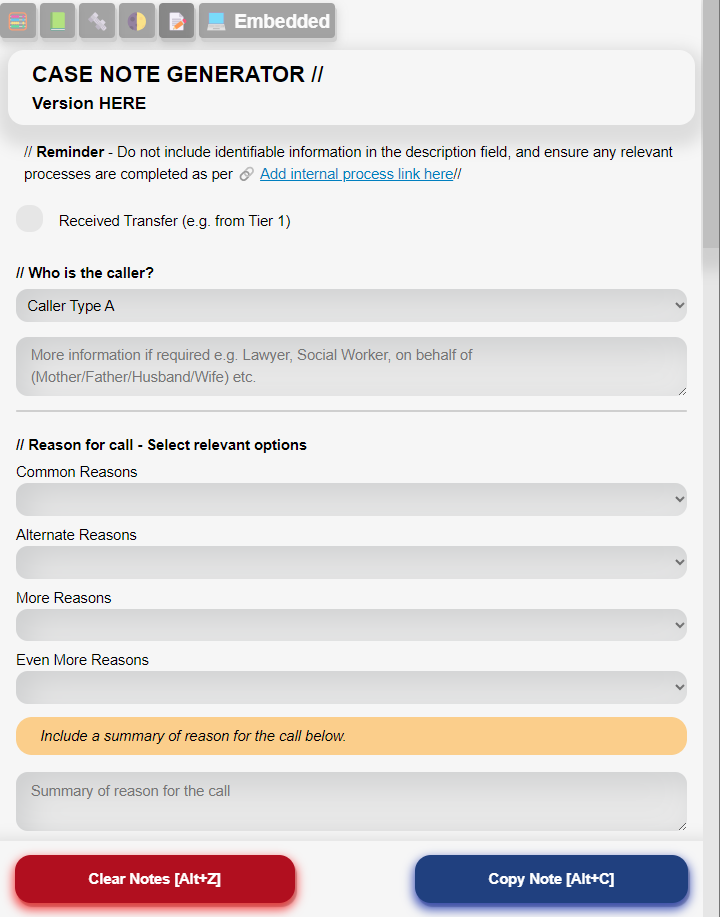 Embedded
CASE NOTE GENERATOR //
Version HERE
// Reminder - Do not include identifiable information in the description field, and ensure any relevant
processes are completed as per Add internal process link here//
Received Transfer (e.g. from Tier 1)
// Who is the caller?
Caller Type A
More information if required e.g. Lawyer, Social Worker, on behalf of
(Mother/Father/Husband/Wife) etc.
// Reason for call - Select relevant options
Common Reasons
Alternate Reasons
More Reasons
Even More Reasons
Include a summary of reason for the call below.
Summary of reason for the call
Clear Notes [Alt+Z]
Copy Note [Alt+C]